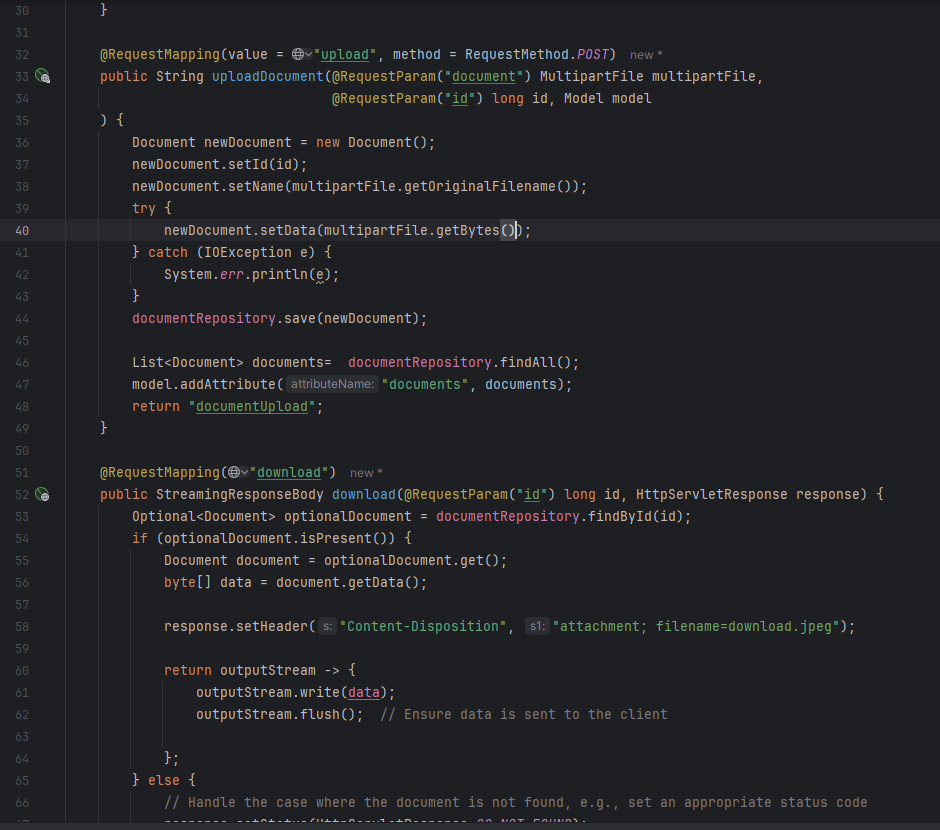 30 }
31
32 @RequestMapping(value = "upload", method = RequestMethod.POST) new *
33 public String uploadDocument(@RequestParam("document") MultipartFile multipartFile,
34 @RequestParam("id") long id, Model model
35 ) {
36 Document newDocument = new Document();
37 newDocument.setId(id);
38 newDocument.setName(multipartFile.getOriginalFilename());
39 try {
40 newDocument.setData(multipartFile.getBytes());
41 } catch (IOException e) {
42 System.err.println(e);
43 }
44 documentRepository.save(newDocument);
45
46 List<Document> documents= documentRepository.findAll();
47 model.addAttribute( attributeName: "documents", documents);
48 return "documentUpload";
49 }
50
51 @RequestMapping("download") new *
52 public StreamingResponseBody download(@RequestParam("id") long id, HttpServletResponse response) {
53 Optional<Document> optionalDocument = documentRepository.findById(id);
54 if (optionalDocument.isPresent()) {
55 Document document = optionalDocument.get();
56 byte[] data = document.getData();
57
58 response.setHeader( s: "Content-Disposition", s1: "attachment; filename=download.jpeg");
59
60 return outputStream -> {
61 outputStream.write(data);
62 outputStream.flush(); // Ensure data is sent to the client
63
64 };
65 } else {
66 // Handle the case where the document is not found, e.g., set an appropriate status code